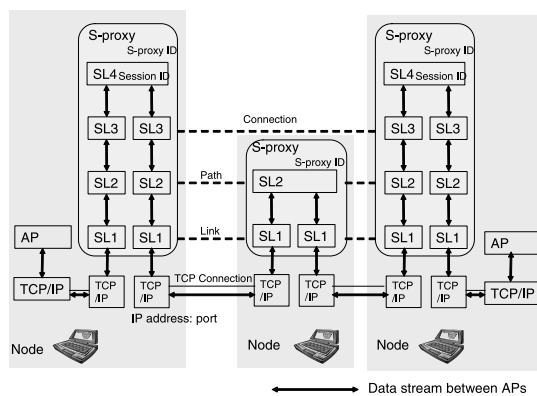 S-proxy
S-proxy ID
SL4 Session ID
SL3 SL3
SL2 SL2
SL1 SL1
AP
TCP/IP
TCP /IP
TCP /IP
IP address: port
Node
Connection
Path
Link
TCP Connection
S-proxy
S-proxy ID
SL2
SL1 SL1
TCP /IP
TCP /IP
Node
S-proxy
S-proxy ID
SL4 Session ID
SL3 SL3
SL2 SL2
SL1 SL1
AP
TCP /IP
TCP /IP
TCP/IP
Node
Data stream between APs